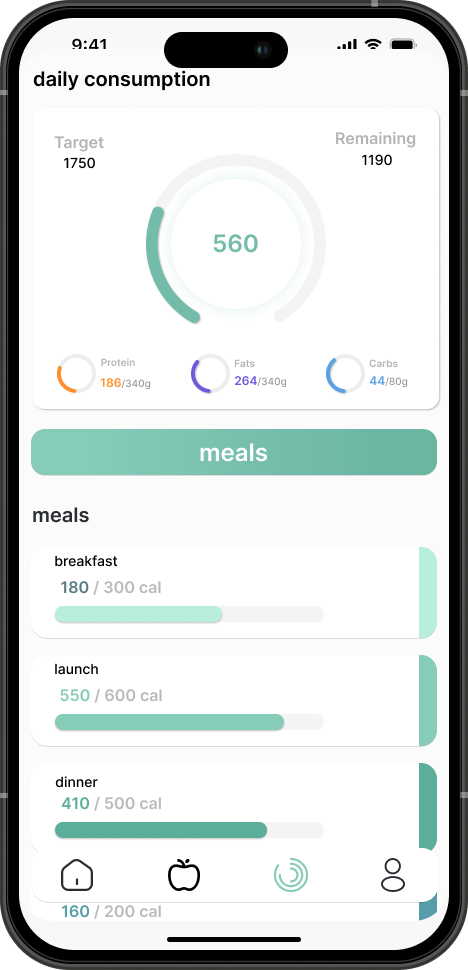 9:41
daily consumption
Target
Remaining
1750
1190
560
Protein
Fats
Carbs
186/340g
264/340g
44/80g
meals
meals
breakfast
180 / 300 cal
launch
550 / 600 cal
dinner
410 / 500 cal
160 / 200 cal